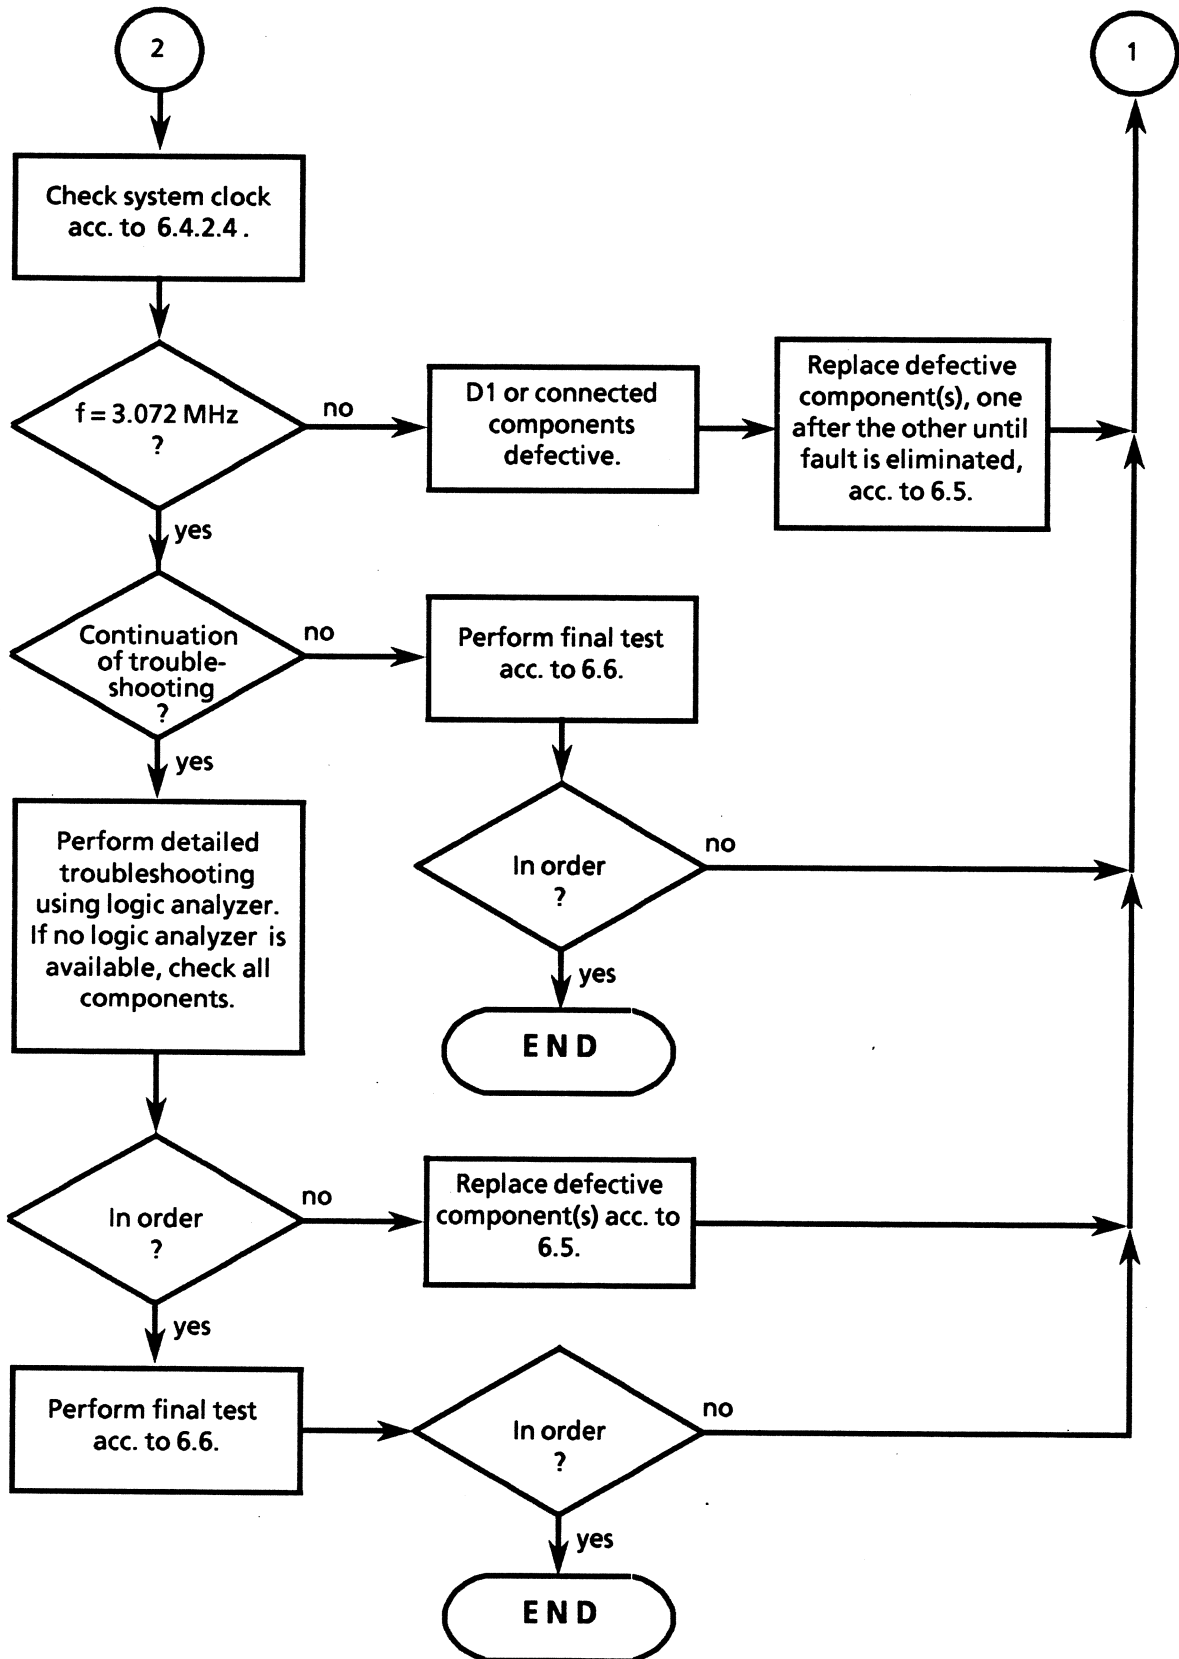 2
1
Check system clock
acc. to 6.4.2.4 .
f = 3.072 MHz
?
no
D1 or connected
components
defective.
Replace defective
component(s), one
after the other until
fault is eliminated,
acc. to 6.5.
yes
Continuation
of trouble-
shooting
?
no
Perform final test
acc. to 6.6.
yes
Perform detailed
troubleshooting
using logic analyzer.
If no logic analyzer is
available, check all
components.
In order
?
no
yes
END
In order
?
no
Replace defective
component(s) acc. to
6.5.
yes
Perform final test
acc. to 6.6.
In order
?
no
yes
END